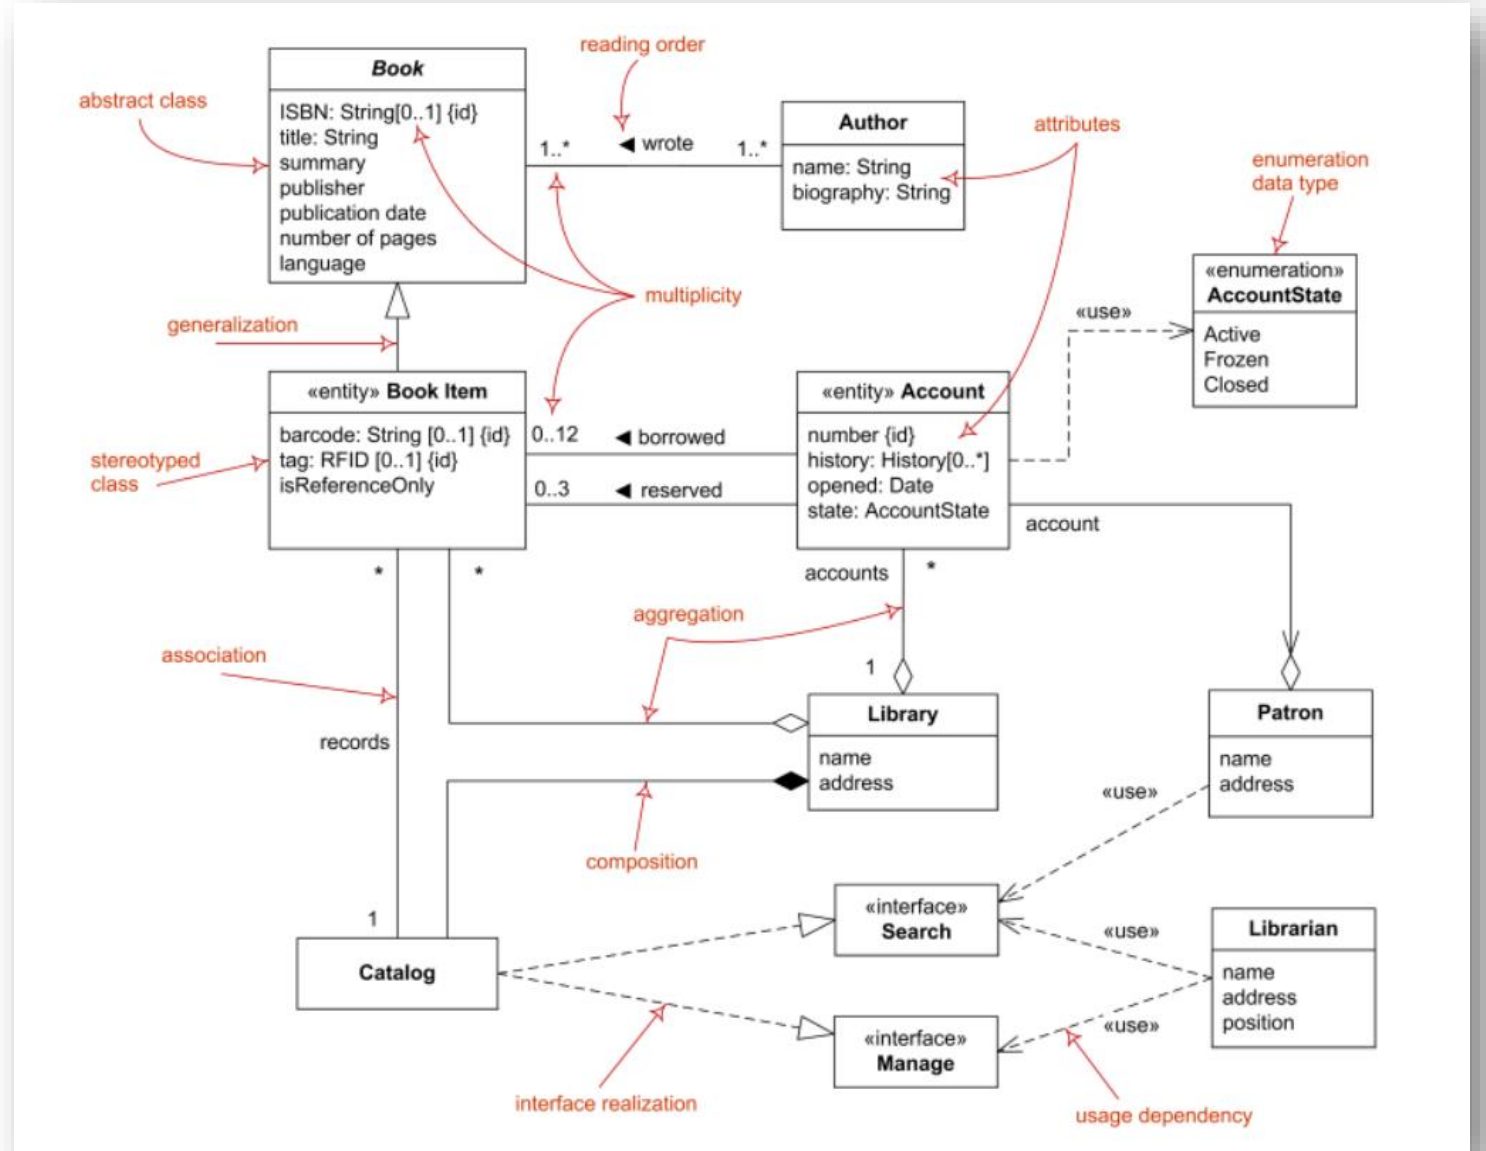 reading order
Book
abstract class
ISBN: String[0..1] {id}
title: String
summary
publisher
publication date
number of pages
language
1..*
◄ wrote
1..*
Author
name: String
biography: String
attributes
enumeration
data type
«enumeration»
AccountState
Active
Frozen
Closed
multiplicity
generalization
«use»
«entity» Book Item
barcode: String [0..1] {id}
tag: RFID [0..1] {id}
isReferenceOnly
stereotyped
class
0..12
◄ borrowed
0..3
◄ reserved
«entity» Account
number {id}
history: History[0..*]
opened: Date
state: AccountState
account
*
*
accounts
*
aggregation
association
1
Library
name
address
records
composition
Patron
name
address
«use»
1
Catalog
«interface»
Search
«use»
Librarian
name
address
position
«interface»
Manage
«use»
interface realization
usage dependency